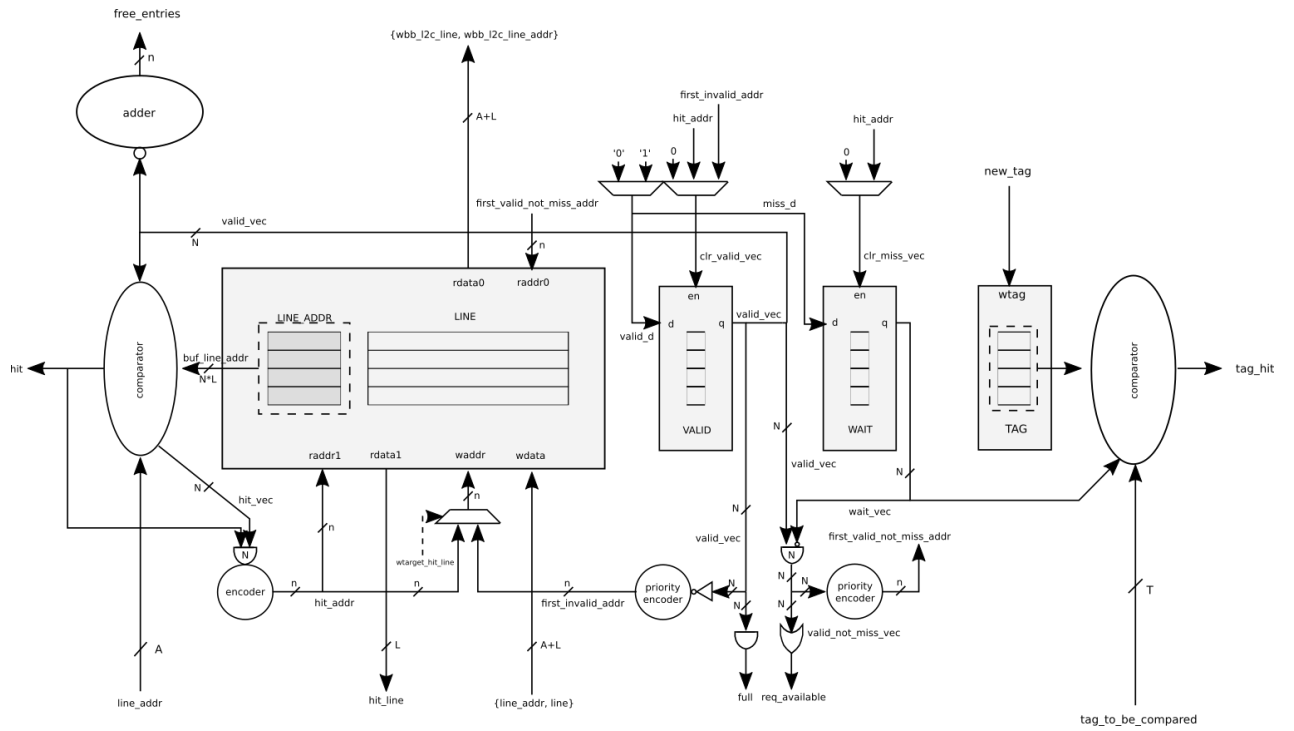 free_entries
n
adder
{wbb_l2c_line, wbb_l2c_line_addr}
A+L
first_invalid_addr
hit_addr
'0'
'1'
0
0
hit_addr
new_tag
first_valid_not_miss_addr
miss_d
valid_vec
N
n
clr_valid_vec
clr_miss_vec
rdata0
raddr0
en
en
wtag
LINE_ADDR
LINE
d
q
valid_vec
d
q
valid_d
hit
comparator
buf_line_addr
N*L
comparator
tag_hit
VALID
WAIT
TAG
N
raddr1
rdata1
waddr
wdata
valid_vec
N
N
hit_vec
n
N
wait_vec
n
valid_vec
first_valid_not_miss_addr
N
N
wtarget_hit_line
encoder
n
hit_addr
n
n
first_invalid_addr
priority
encoder
N
N
N
N
N
priority
encoder
n
valid_not_miss_vec
T
A
L
A+L
line_addr
hit_line
{line_addr, line}
full
req_available
tag_to_be_compared